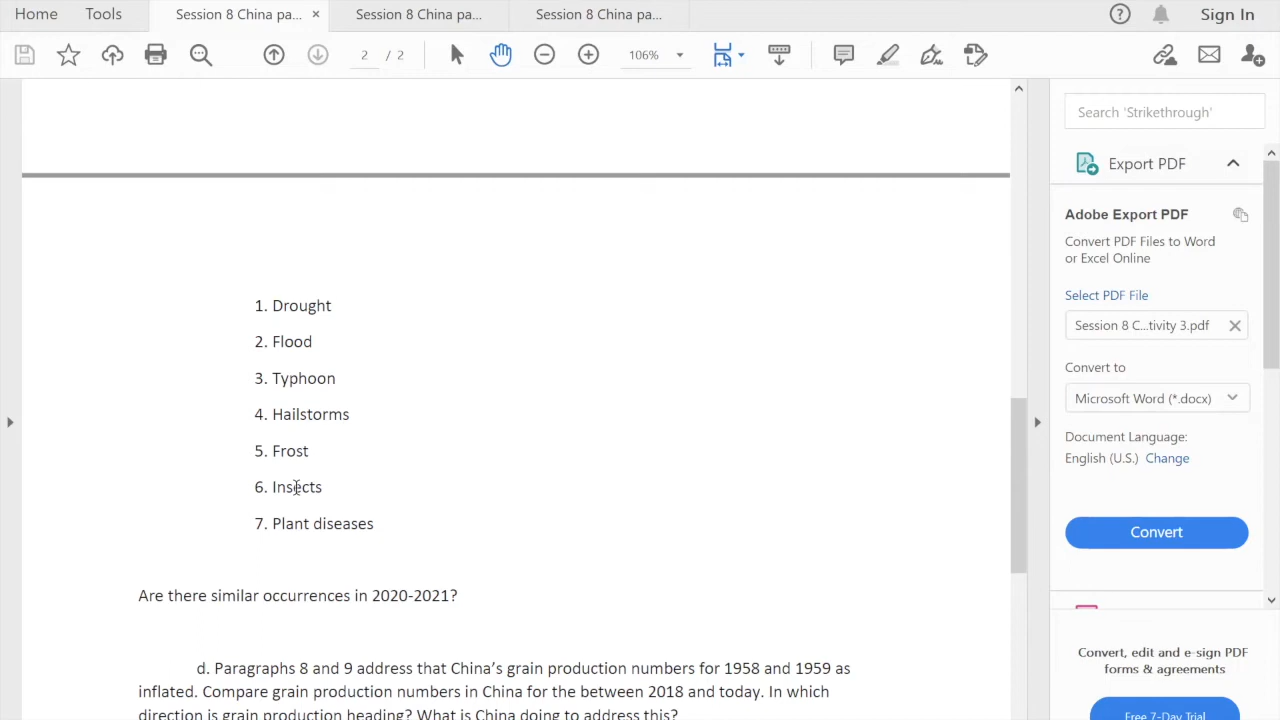 Home Tools Session 8 China pa... × Session 8 China pa... Session 8 China pa... Sign In
2 / 2 106%
Search 'Strikethrough'
Export PDF
Adobe Export PDF
Convert PDF Files to Word
or Excel Online
Select PDF File
Session 8 C...tivity 3.pdf
Convert to
Microsoft Word (*.docx)
Document Language:
English (U.S.) Change
Convert
Convert, edit and e-sign PDF
forms & agreements
Free 7-Day Trial
1. Drought
2. Flood
3. Typhoon
4. Hailstorms
5. Frost
6. Insects
7. Plant diseases
Are there similar occurrences in 2020-2021?
d. Paragraphs 8 and 9 address that China's grain production numbers for 1958 and 1959 as
inflated. Compare grain production numbers in China for the between 2018 and today. In which
direction is grain production heading? What is China doing to address this?